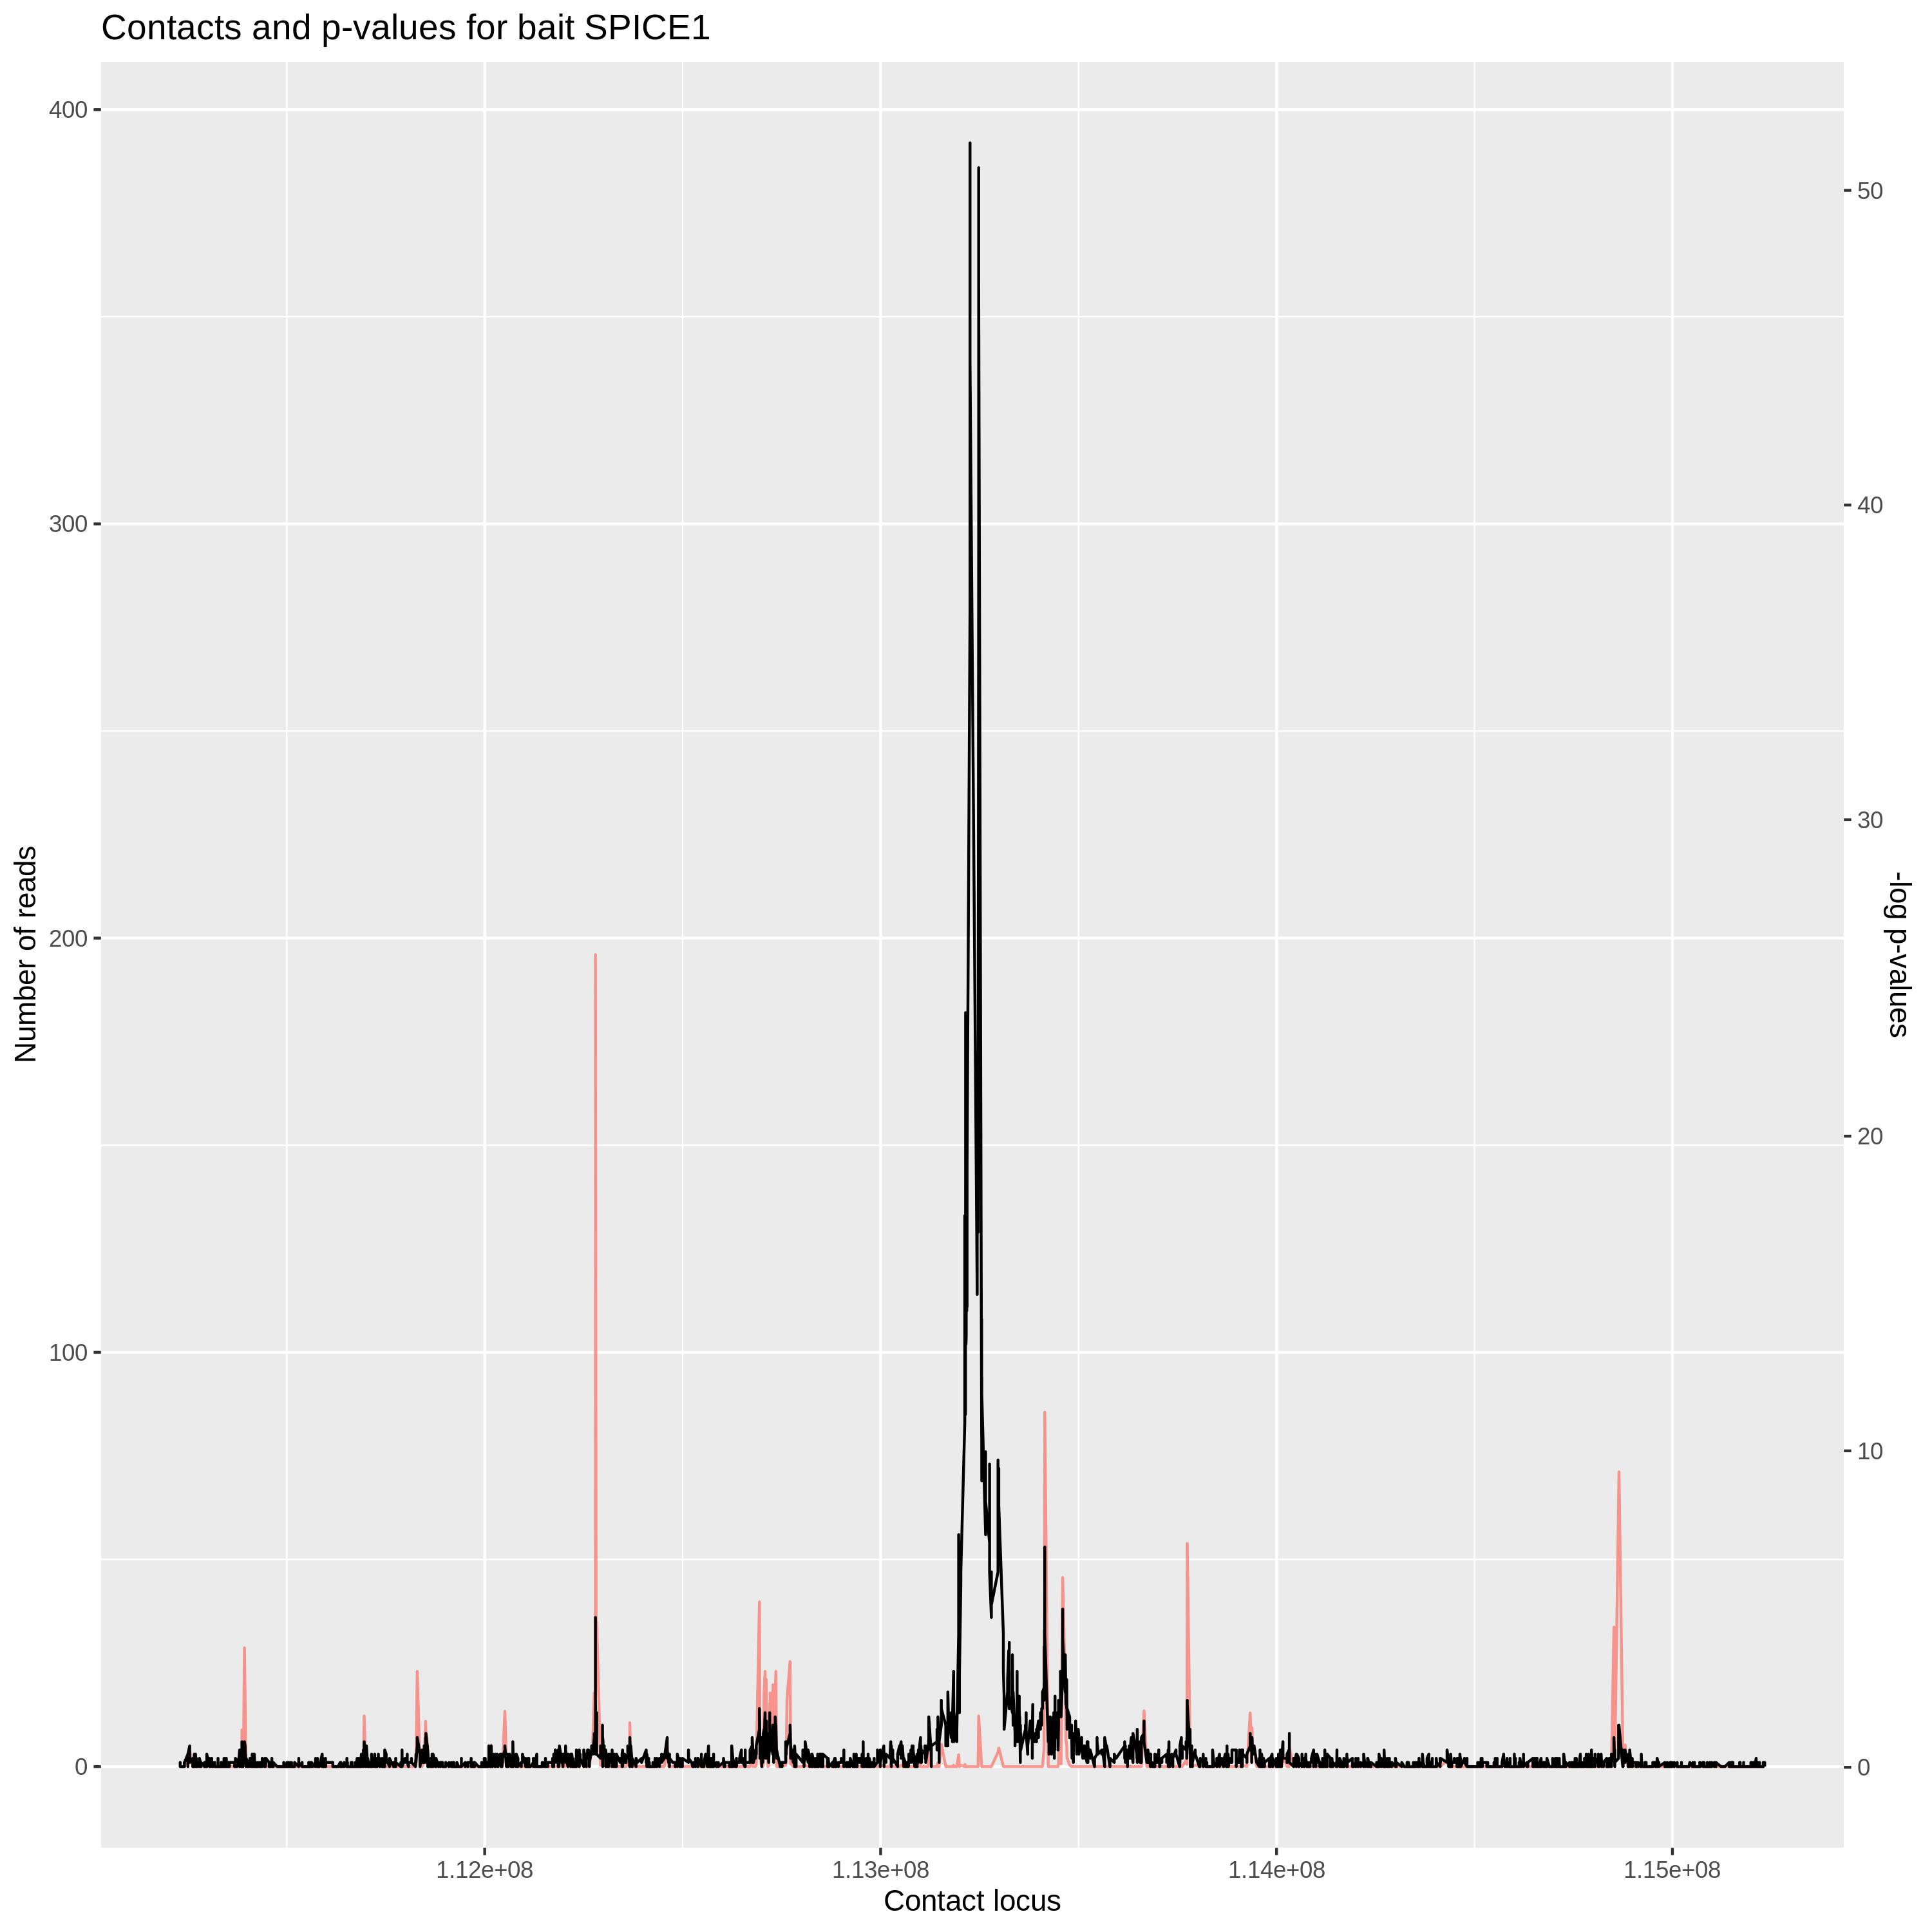 Contacts and p-values for bait SPICE1
400
300
200
100
0
Number of reads
50
40
30
20
10
0
-log p-values
1.12e+08
1.13e+08
1.14e+08
1.15e+08
Contact locus